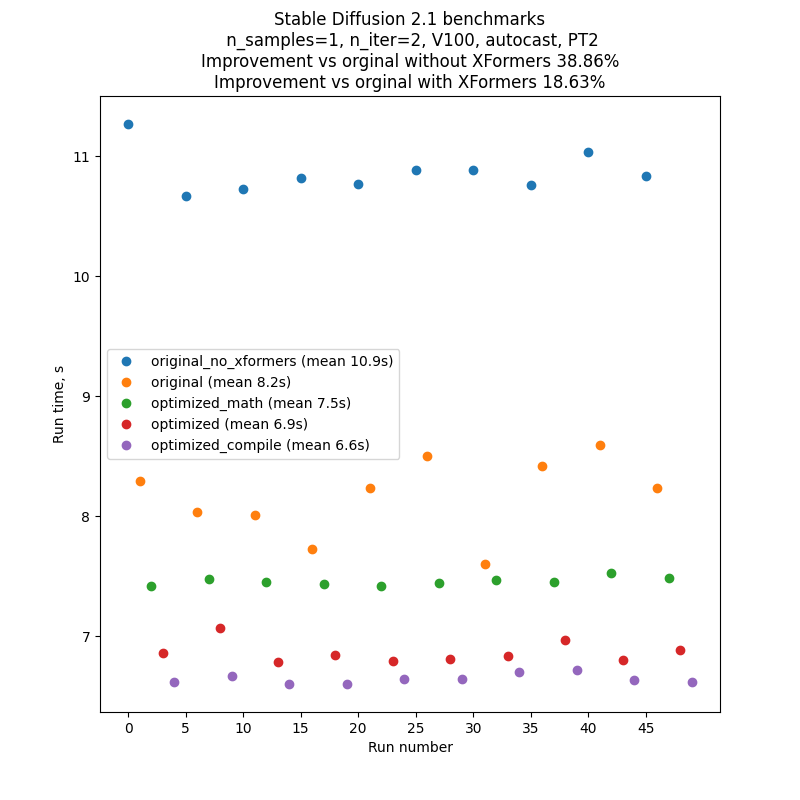 Stable Diffusion 2.1 benchmarks
n_samples=1, n_iter=2, V100, autocast, PT2
Improvement vs orginal without XFormers 38.86%
Improvement vs orginal with XFormers 18.63%
11
10
9
8
7
Run time, s
original_no_xformers (mean 10.9s)
original (mean 8.2s)
optimized_math (mean 7.5s)
optimized (mean 6.9s)
optimized_compile (mean 6.6s)
0 5 10 15 20 25 30 35 40 45
Run number